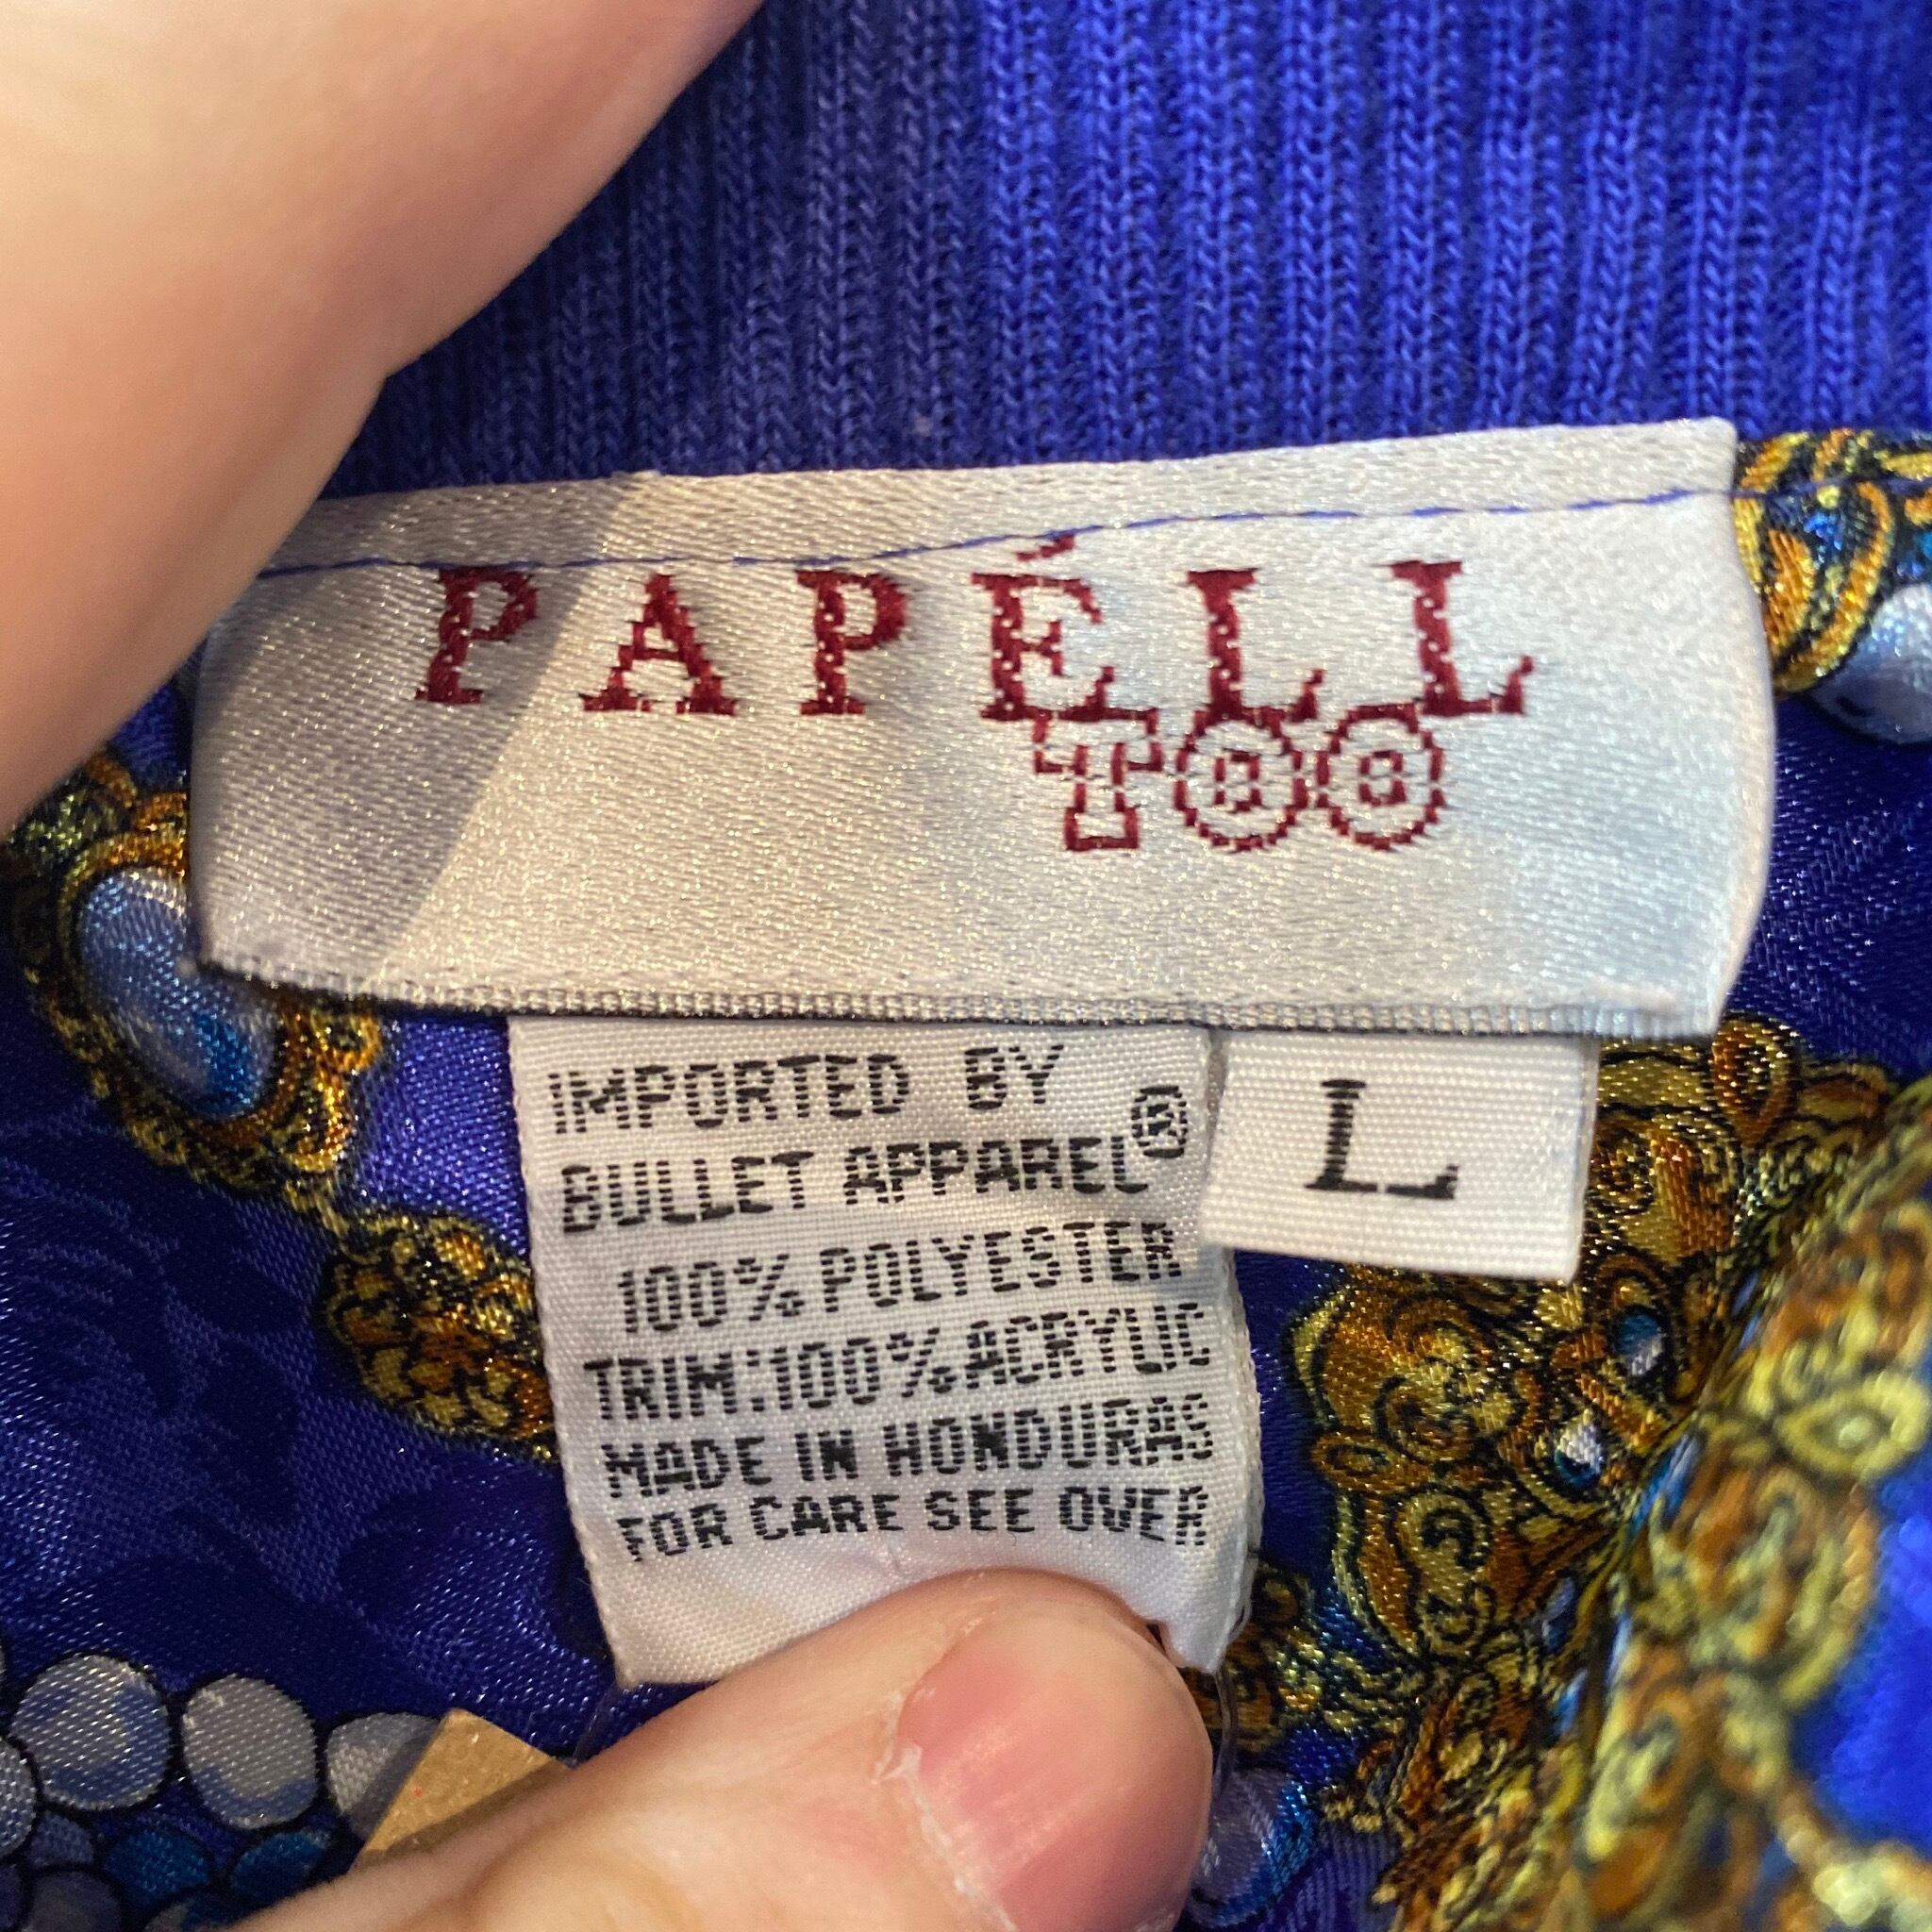 PAPÉLL
TOO
IMPORTED BY
BULLET APPAREL®
100% POLYESTER
TRIM:100% ACRYLIC
MADE IN HONDURAS
FOR CARE SEE OVER
L